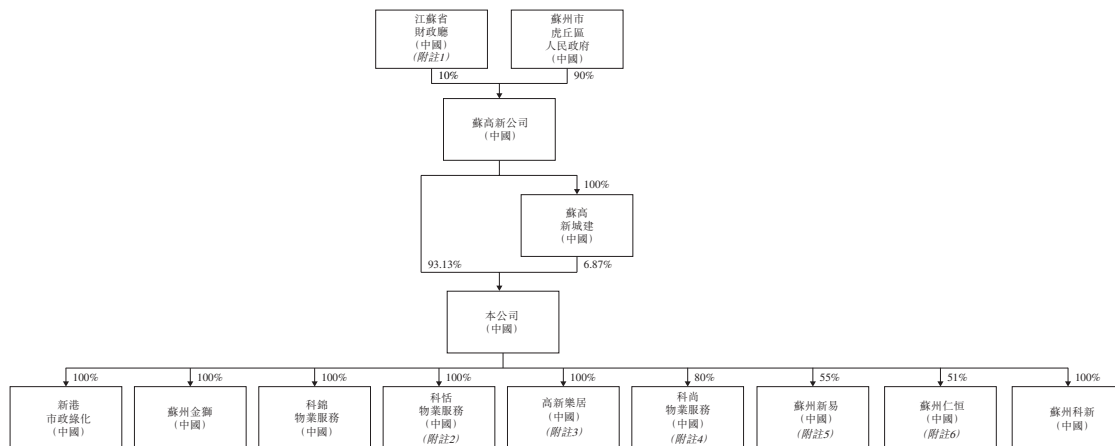 江蘇省
財政廳
(中國)
(附註1)
蘇州市
虎丘區
人民政府
(中國)
10%
90%
蘇高新公司
(中國)
100%
蘇高
新城建
(中國)
93.13%
6.87%
本公司
(中國)
100%
100%
100%
100%
100%
80%
55%
51%
100%
新港
市政綠化
(中國)
蘇州金獅
(中國)
科錦
物業服務
(中國)
科恬
物業服務
(中國)
(附註2)
高新樂居
(中國)
(附註3)
科尚
物業服務
(中國)
(附註4)
蘇州新易
(中國)
(附註5)
蘇州仁恒
(中國)
(附註6)
蘇州科新
(中國)